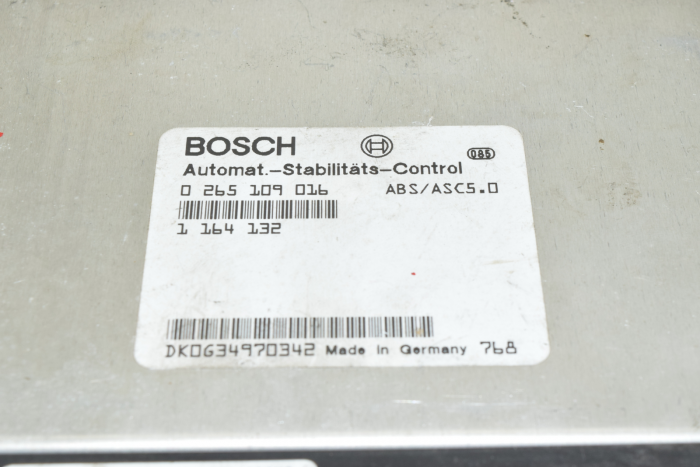 BOSCH 085
Automat.-Stabilitäts-Control
0 265 109 016 ABS/ASC5.0
1 164 132
DK0634970342 Made in Germany 768